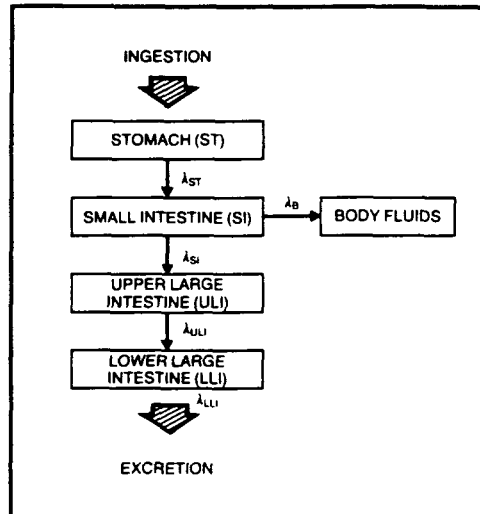 INGESTION
STOMACH (ST)
λST
SMALL INTESTINE (SI)
λB
BODY FLUIDS
λSI
UPPER LARGE
INTESTINE (ULI)
λULI
LOWER LARGE
INTESTINE (LLI)
λLLI
EXCRETION